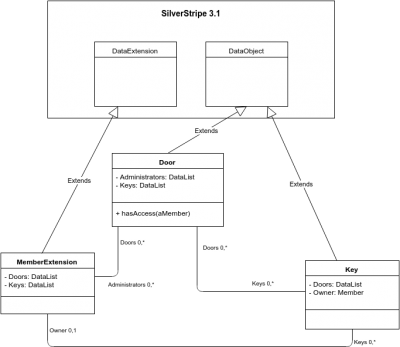 SilverStripe 3.1
DataExtension
DataObject
Extends
Door
- Administrators: DataList
- Keys: DataList
+ hasAccess(aMember)
Extends
Extends
Doors 0,*
Doors 0,*
MemberExtension
- Doors: DataList
- Keys: DataList
Administrators 0,*
Keys 0,*
Key
- Doors: DataList
- Owner: Member
Owner 0,1
Keys 0,*